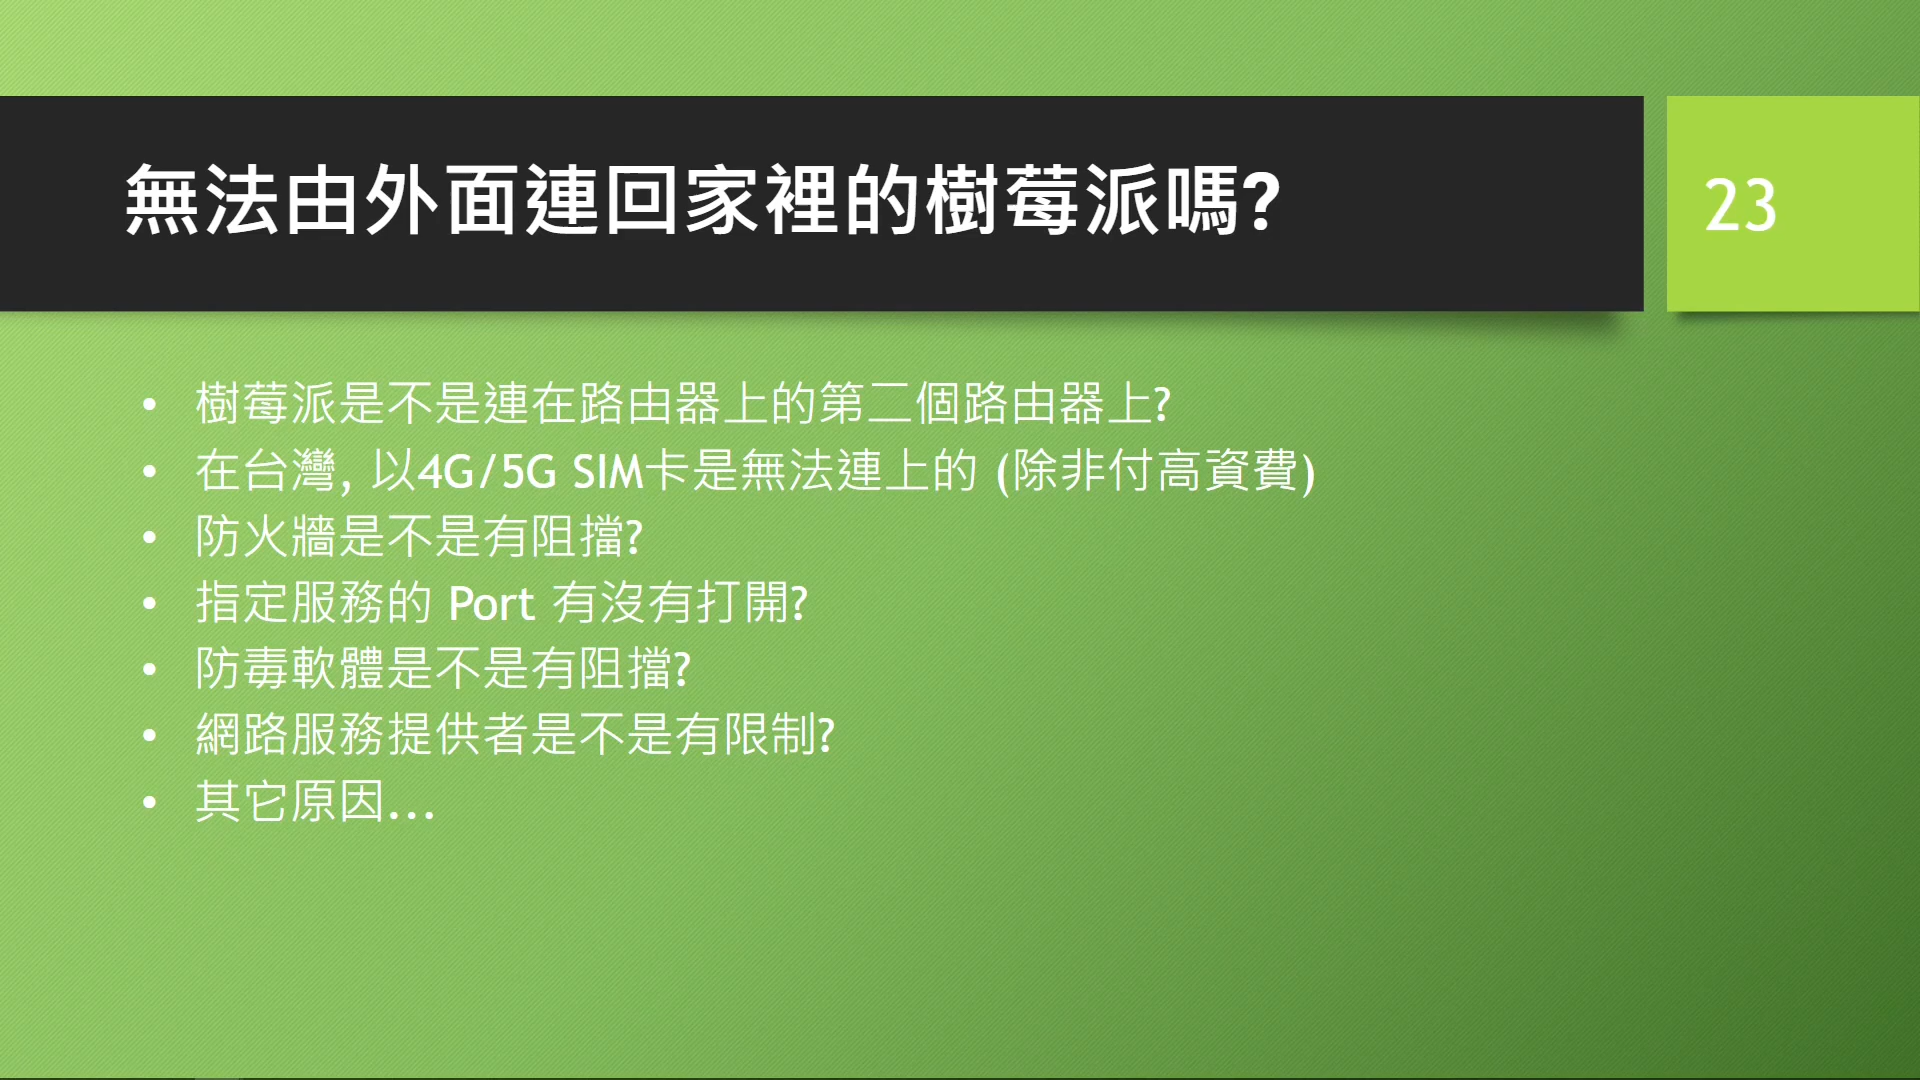 無法由外面連回家裡的樹莓派嗎?
23
• 樹莓派是不是連在路由器上的第二個路由器上?
• 在台灣, 以4G/5G SIM卡是無法連上的 (除非付高資費)
• 防火牆是不是有阻擋?
• 指定服務的 Port 有沒有打開?
• 防毒軟體是不是有阻擋?
• 網路服務提供者是不是有限制?
• 其它原因...